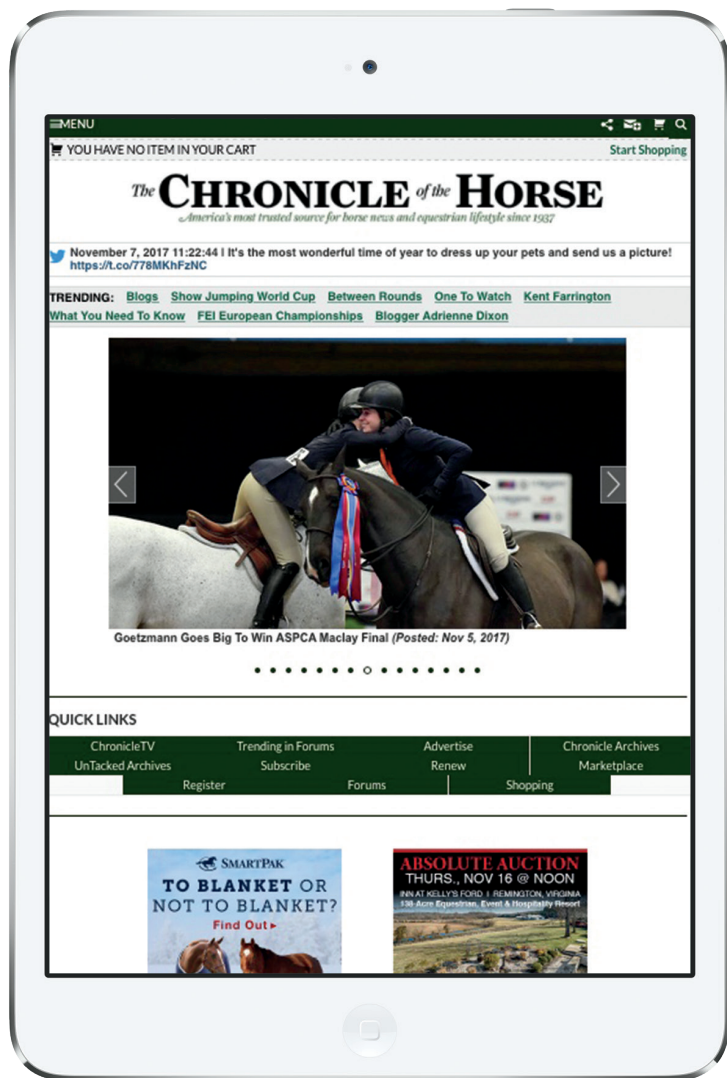 MENU
YOU HAVE NO ITEM IN YOUR CART Start Shopping
The CHRONICLE of the HORSE
America's most trusted source for horse news and equestrian lifestyle since 1937
November 7, 2017 11:22:44 | It's the most wonderful time of year to dress up your pets and send us a picture!
https://t.co/778MKhFzNC
TRENDING: Blogs Show Jumping World Cup Between Rounds One To Watch Kent Farrington
What You Need To Know FEI European Championships Blogger Adrienne Dixon
Goetzmann Goes Big To Win ASPCA Maclay Final (Posted: Nov 5, 2017)
QUICK LINKS
ChronicleTV Trending in Forums Advertise Chronicle Archives
UnTacked Archives Subscribe Renew Marketplace
Register Forums Shopping
SMARTPAK
TO BLANKET OR
NOT TO BLANKET?
Find Out
ABSOLUTE AUCTION
THURS., NOV 16 @ NOON
INN AT KELLY'S FORD | REMINGTON, VIRGINIA
138-Acre Equestrian, Event & Hospitality Resort